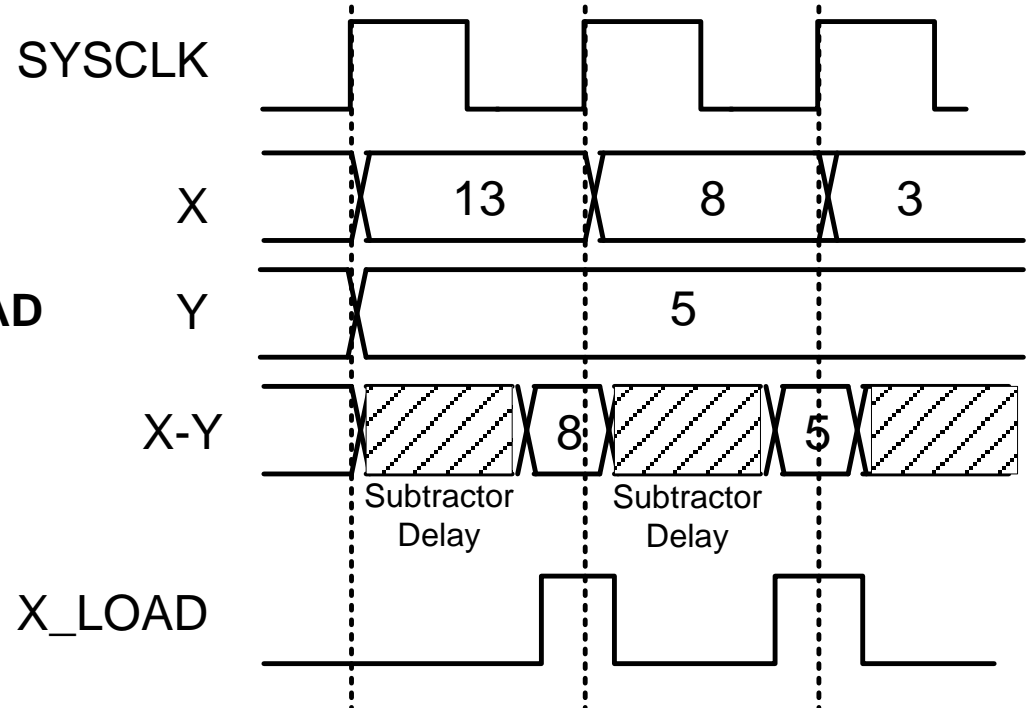 SYSCLK
X
13
8
3
AD
Y
5
X-Y
8
5
Subtractor
Delay
Subtractor
Delay
X_LOAD